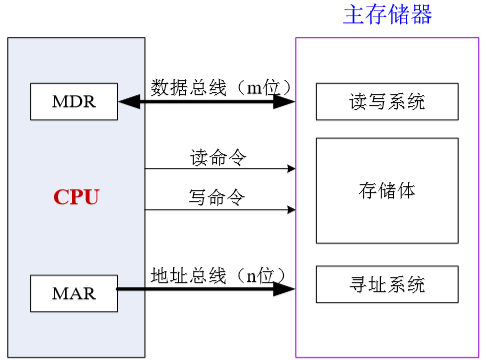 主存储器
MDR
数据总线（m位）
读写系统
读命令
CPU
写命令
存储体
MAR
地址总线（n位）
寻址系统